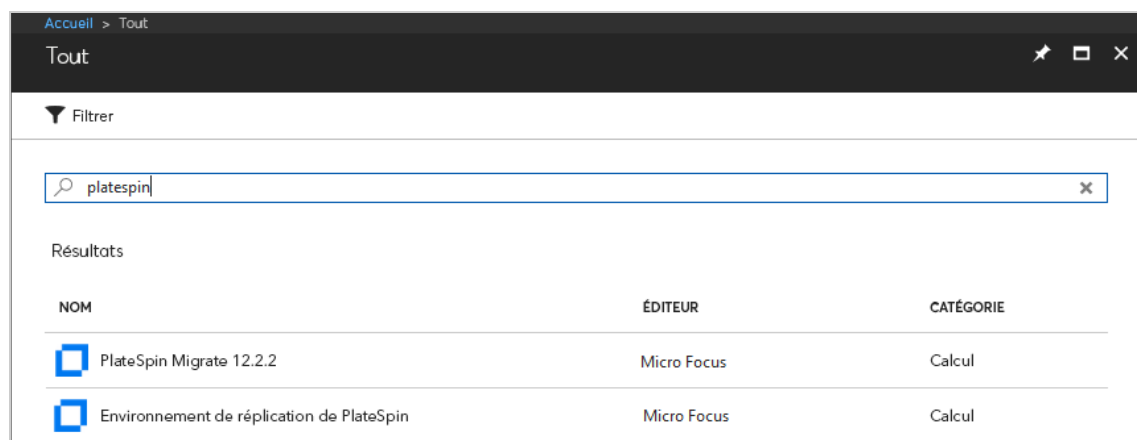 Accueil > Tout
Tout
Filtrer
platespin
Résultats
NOM ÉDITEUR CATÉGORIE
PlateSpin Migrate 12.2.2 Micro Focus Calcul
Environnement de réplication de PlateSpin Micro Focus Calcul